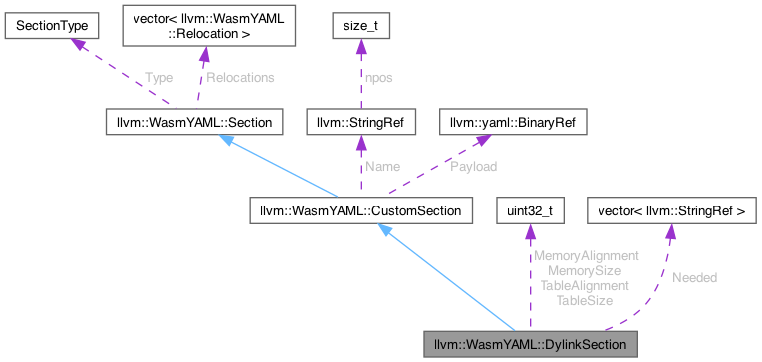 SectionType
vector< llvm::WasmYAML
::Relocation >
size_t
Type
Relocations
npos
llvm::WasmYAML::Section
llvm::StringRef
llvm::yaml::BinaryRef
Name
Payload
llvm::WasmYAML::CustomSection
uint32_t
vector< llvm::StringRef >
MemoryAlignment
MemorySize
TableAlignment
TableSize
Needed
llvm::WasmYAML::DylinkSection